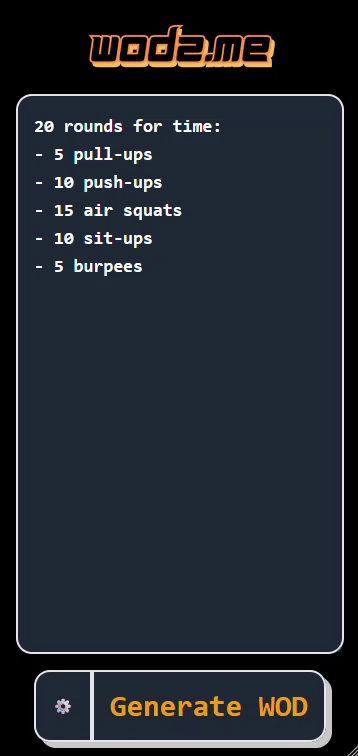 wodz.me
20 rounds for time:
- 5 pull-ups
- 10 push-ups
- 15 air squats
- 10 sit-ups
- 5 burpees
Generate WOD